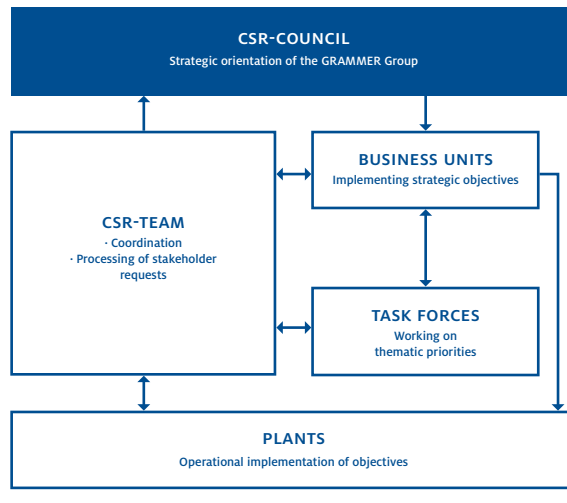 CSR-COUNCIL
Strategic orientation of the GRAMMER Group
BUSINESS UNITS
Implementing strategic objectives
CSR-TEAM
· Coordination
· Processing of stakeholder
requests
TASK FORCES
Working on
thematic priorities
PLANTS
Operational implementation of objectives